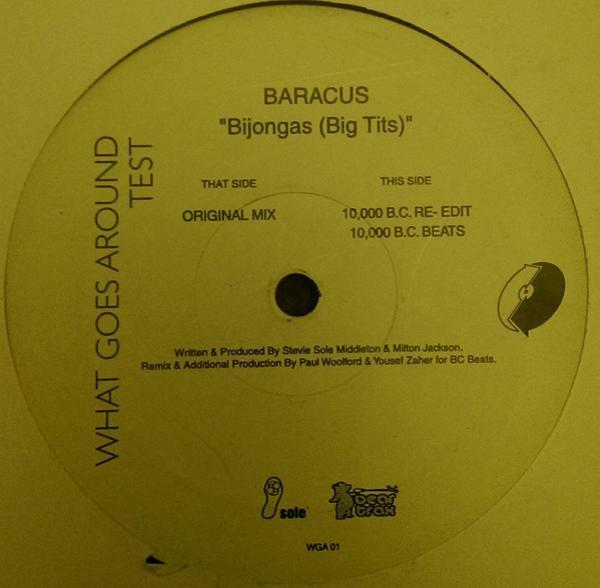 BARACUS
"Bijongas (Big Tits)"
WHAT GOES AROUND
TEST
THAT SIDE
ORIGINAL MIX
THIS SIDE
10,000 B.C. RE- EDIT
10,000 B.C. BEATS
Written & Produced By Stevie Sole Middleton & Milton Jackson.
Remix & Additional Production By Paul Woolford & Yousef Zaher for BC Beats.
sole
bear
trax
WGA 01